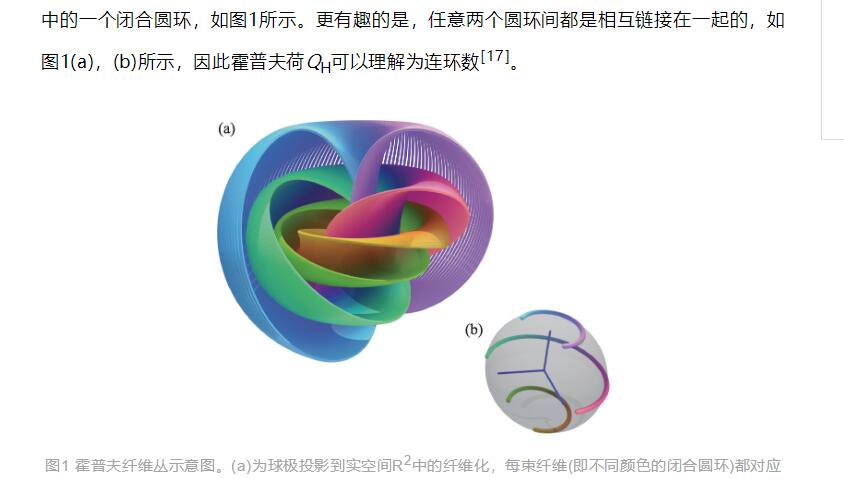 中的一个闭合圆环，如图1所示。更有趣的是，任意两个圆环间都是相互链接在一起的，如
图1(a)，(b)所示，因此霍普夫荷QH可以理解为连环数[17]。
(a)
(b)
图1 霍普夫纤维丛示意图。(a)为球极投影到实空间R2中的纤维化，每束纤维(即不同颜色的闭合圆环)都对应